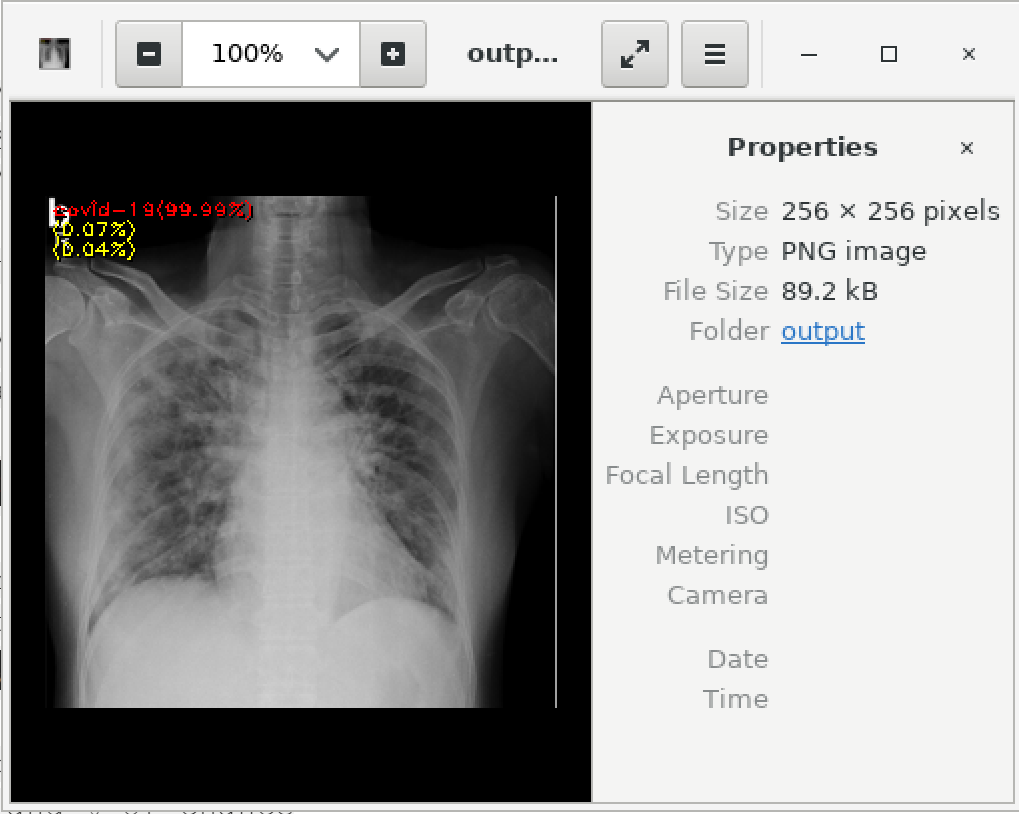 100%
outp...
Properties
Size 256 × 256 pixels
Type PNG image
File Size 89.2 kB
Folder output
Aperture
Exposure
Focal Length
ISO
Metering
Camera
Date
Time
covid-19(99.99%)
(0.07%)
(0.04%)